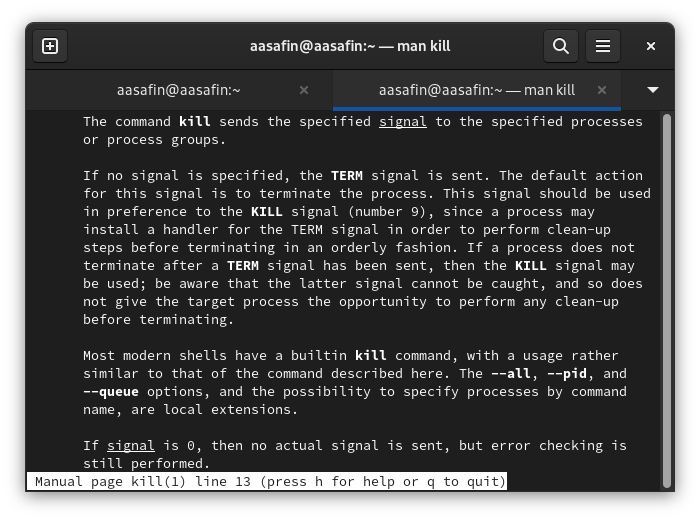 aasafin@aasafin:~ — man kill
aasafin@aasafin:~
aasafin@aasafin:~ — man kill
The command kill sends the specified signal to the specified processes
or process groups.
If no signal is specified, the TERM signal is sent. The default action
for this signal is to terminate the process. This signal should be used
in preference to the KILL signal (number 9), since a process may
install a handler for the TERM signal in order to perform clean-up
steps before terminating in an orderly fashion. If a process does not
terminate after a TERM signal has been sent, then the KILL signal may
be used; be aware that the latter signal cannot be caught, and so does
not give the target process the opportunity to perform any clean-up
before terminating.
Most modern shells have a builtin kill command, with a usage rather
similar to that of the command described here. The --all, --pid, and
--queue options, and the possibility to specify processes by command
name, are local extensions.
If signal is 0, then no actual signal is sent, but error checking is
still performed.
Manual page kill(1) line 13 (press h for help or q to quit)